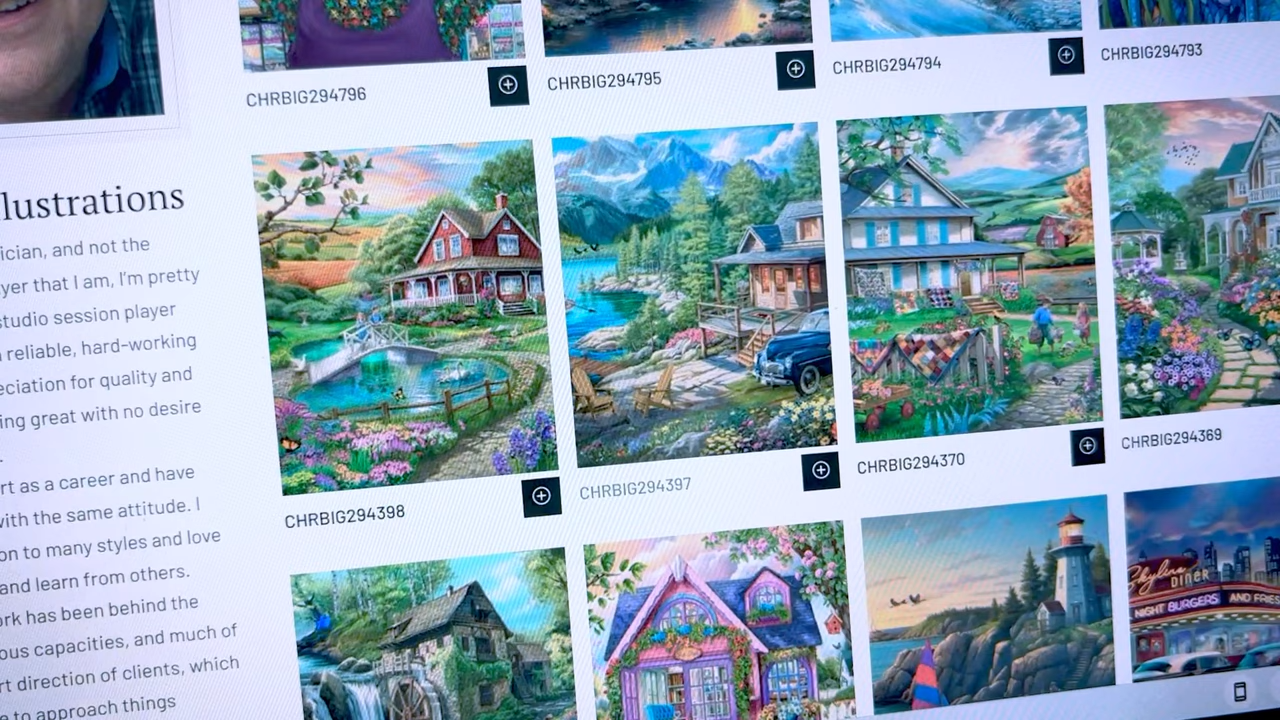 CHRBIG294796
CHRBIG294795
CHRBIG294794
CHRBIG294793
lustrations
ician, and not the
yer that I am, I'm pretty
studio session player
reliable, hard-working
eciation for quality and
ing great with no desire
.
rt as a career and have
with the same attitude. I
on to many styles and love
and learn from others.
ork has been behind the
ous capacities, and much of
rt direction of clients, which
e to approach things
CHRBIG294398
CHRBIG294397
CHRBIG294370
CHRBIG294369
Skyline
DINER
NIGHT BURGERS AND FRIES